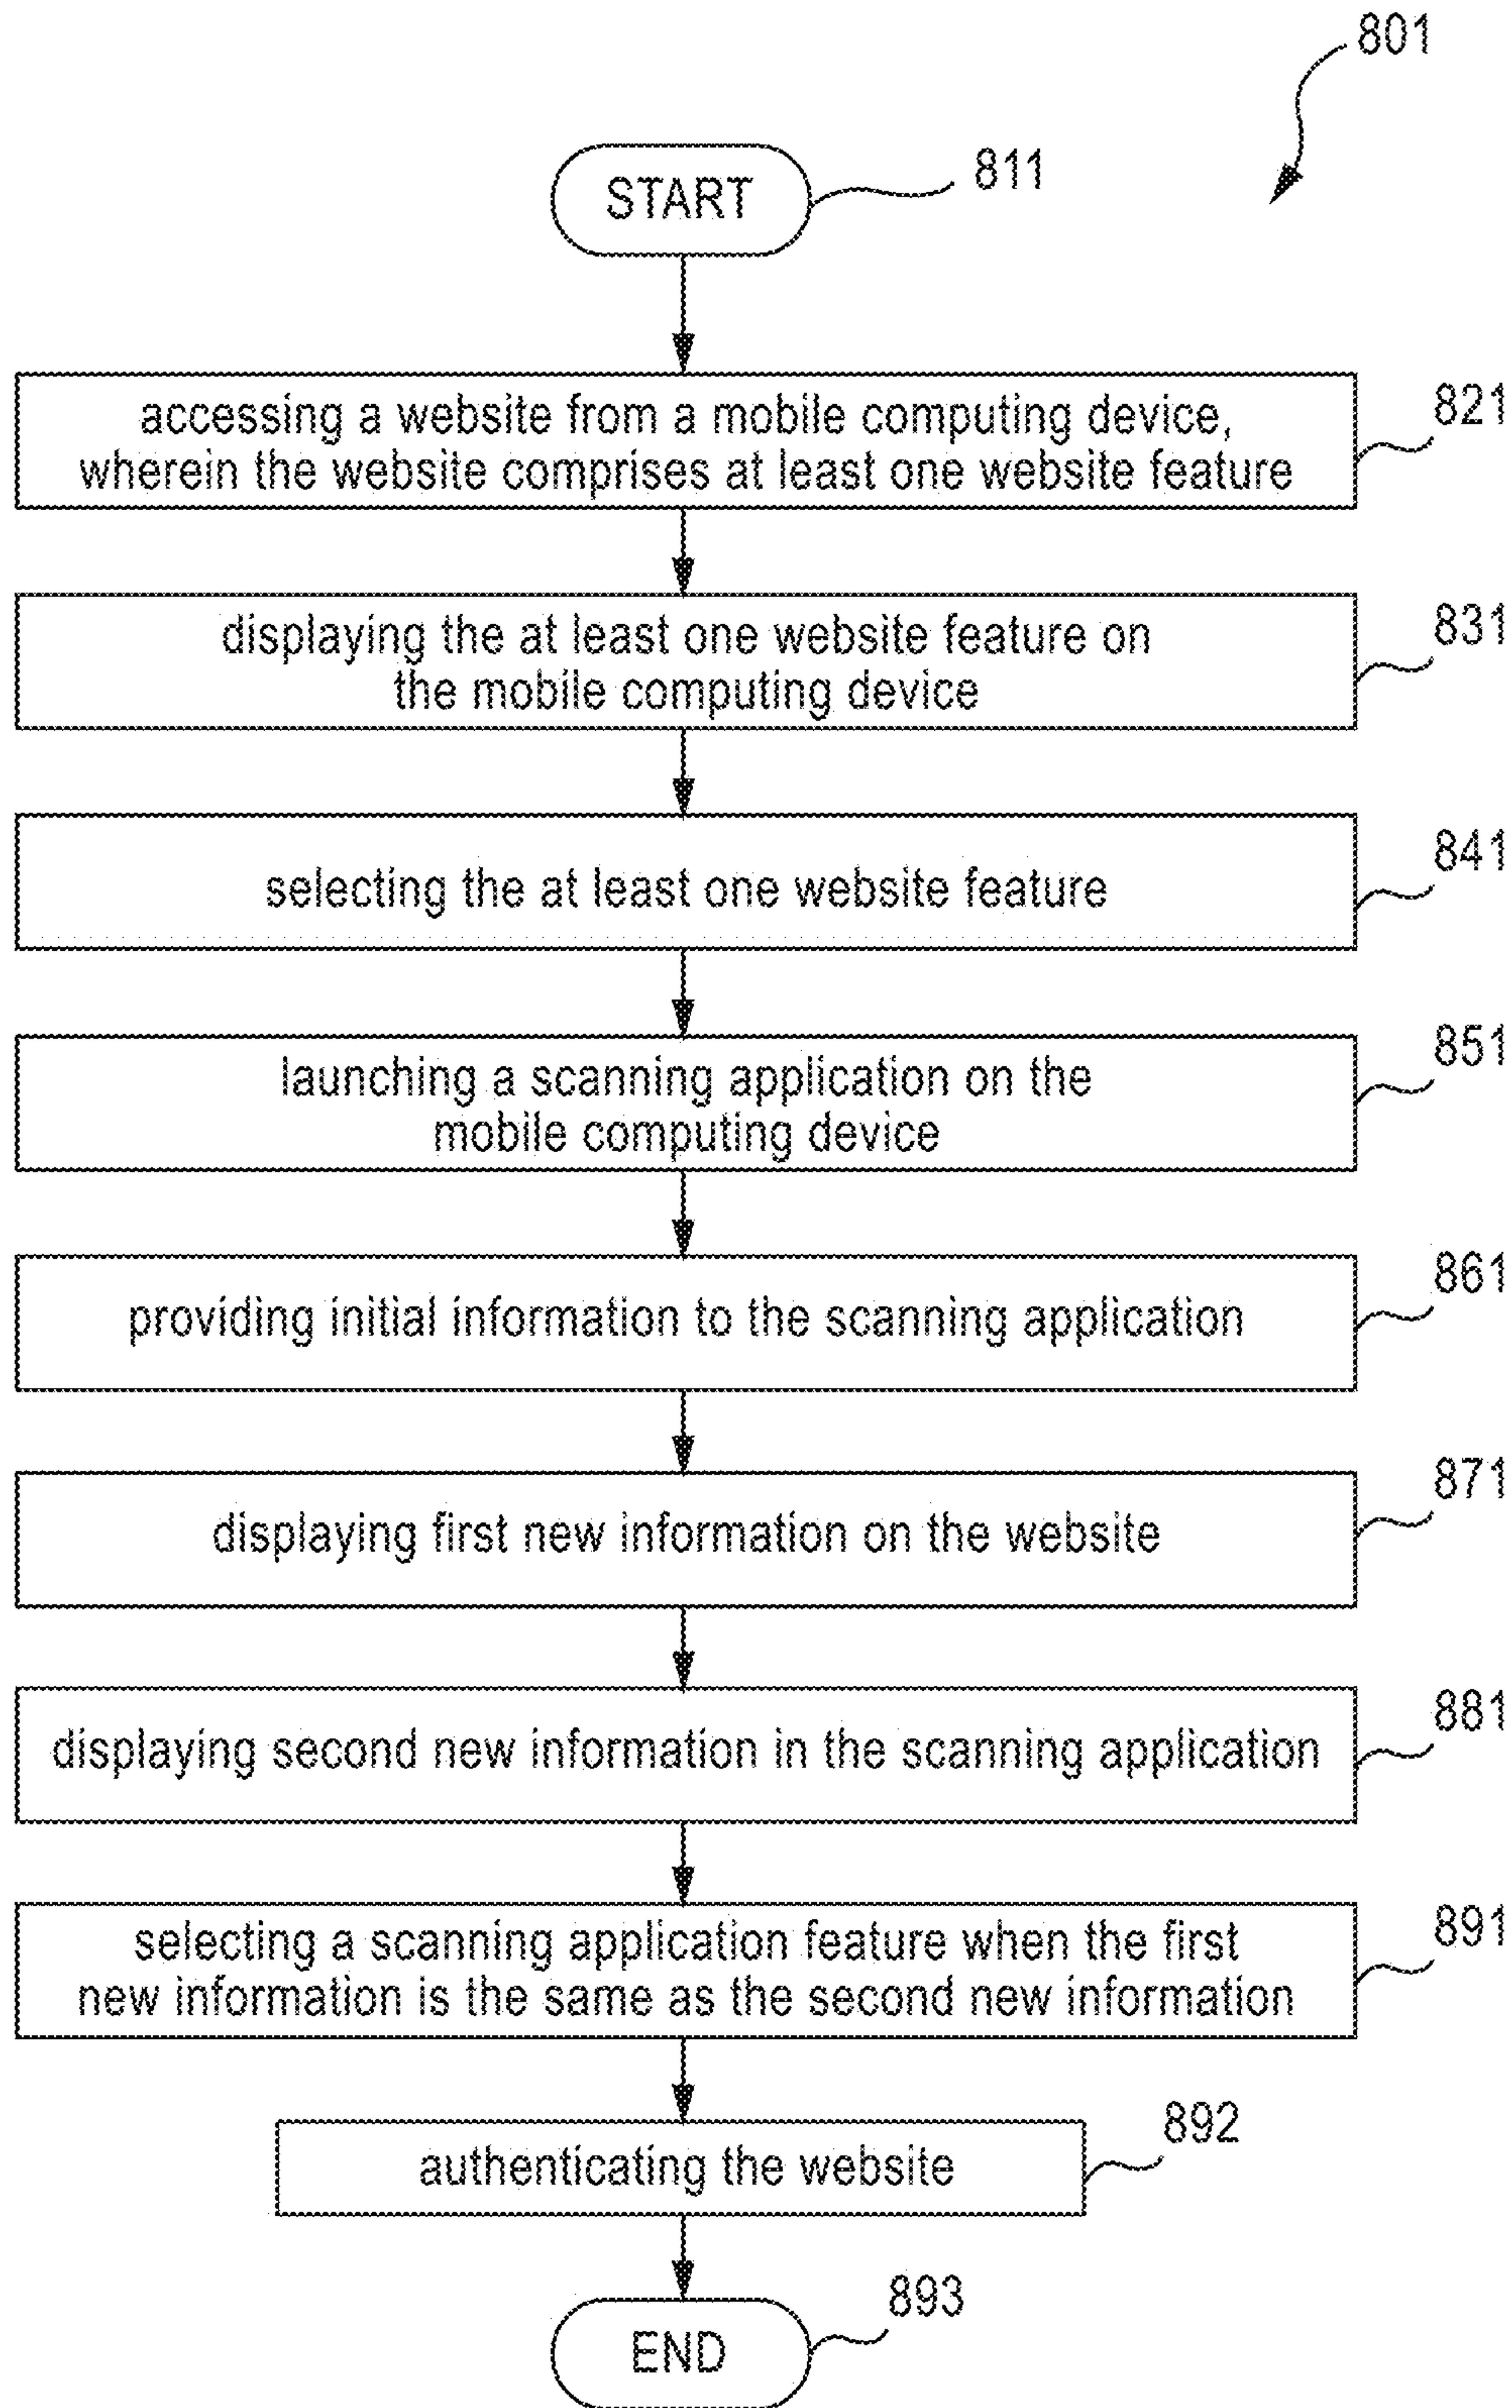 801
START
811
accessing a website from a mobile computing device,
wherein the website comprises at least one website feature
821
displaying the at least one website feature on
the mobile computing device
831
selecting the at least one website feature
841
launching a scanning application on the
mobile computing device
851
providing initial information to the scanning application
861
displaying first new information on the website
871
displaying second new information in the scanning application
881
selecting a scanning application feature when the first
new information is the same as the second new information
891
authenticating the website
892
END
893